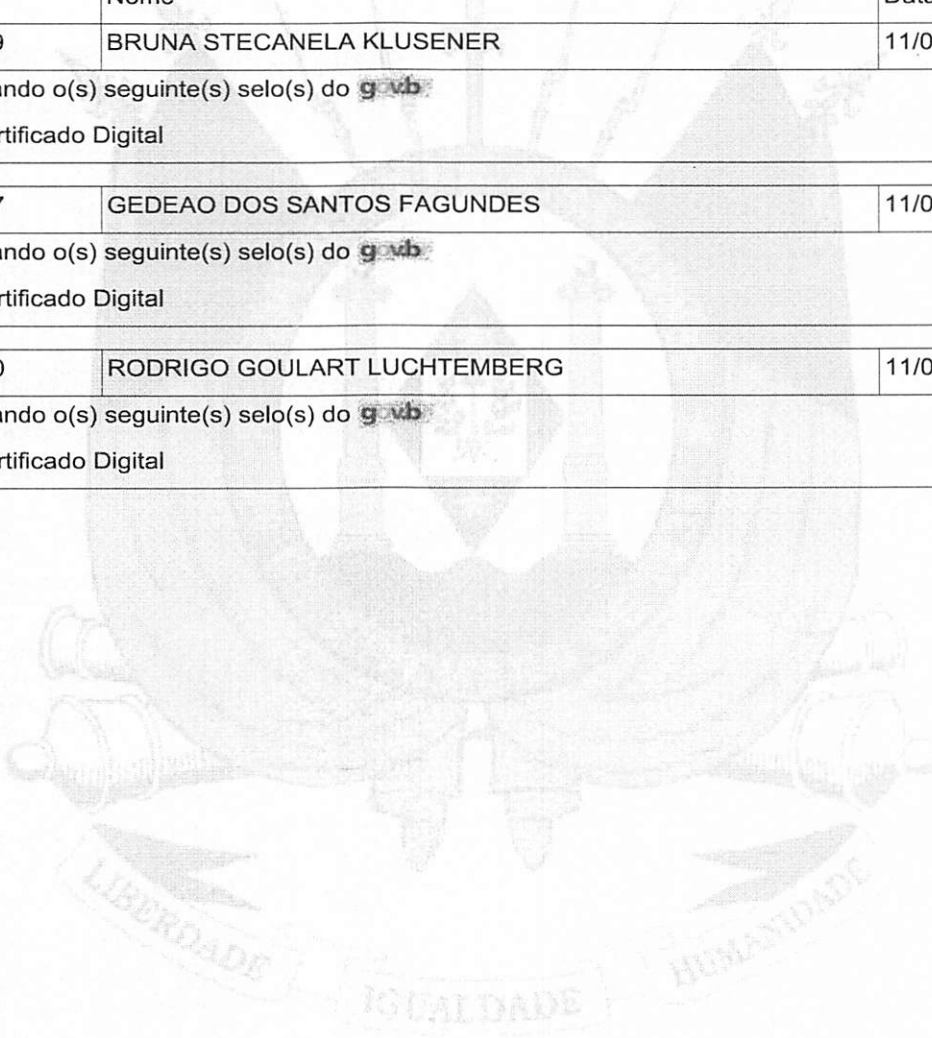 Nome
9 BRUNA STECANELA KLUSENER 11/0
ando o(s) seguinte(s) selo(s) do
rtificado Digital
7 GEDEAO DOS SANTOS FAGUNDES 11/0
ando o(s) seguinte(s) selo(s) do
rtificado Digital
0 RODRIGO GOULART LUCHTEMBERG 11/0
ando o(s) seguinte(s) selo(s) do
rtificado Digital
LIBERDADE IGUALDADE HUMANIDADE